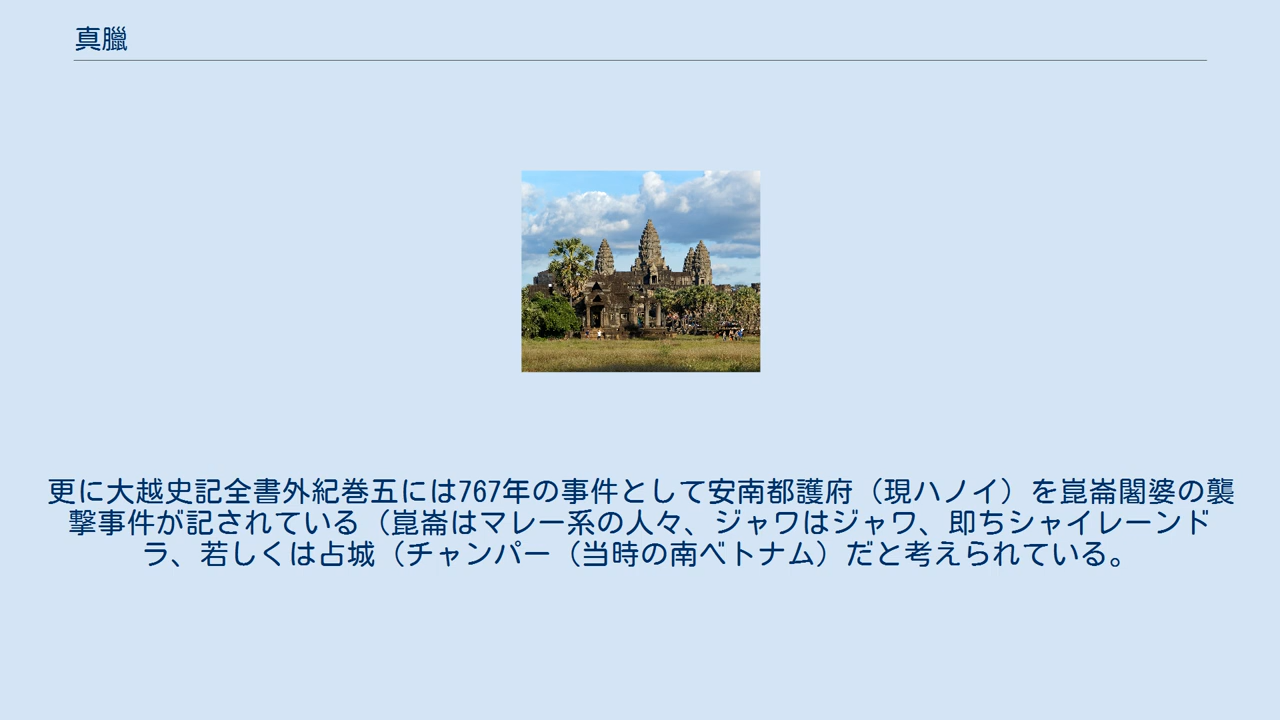 真臘
更に大越史記全書外紀巻五には767年の事件として安南都護府（現ハノイ）を崑崙闍婆の襲
撃事件が記されている（崑崙はマレー系の人々、ジャワはジャワ、即ちシャイレーンド
ラ、若しくは占城（チャンパー（当時の南ベトナム）だと考えられている。